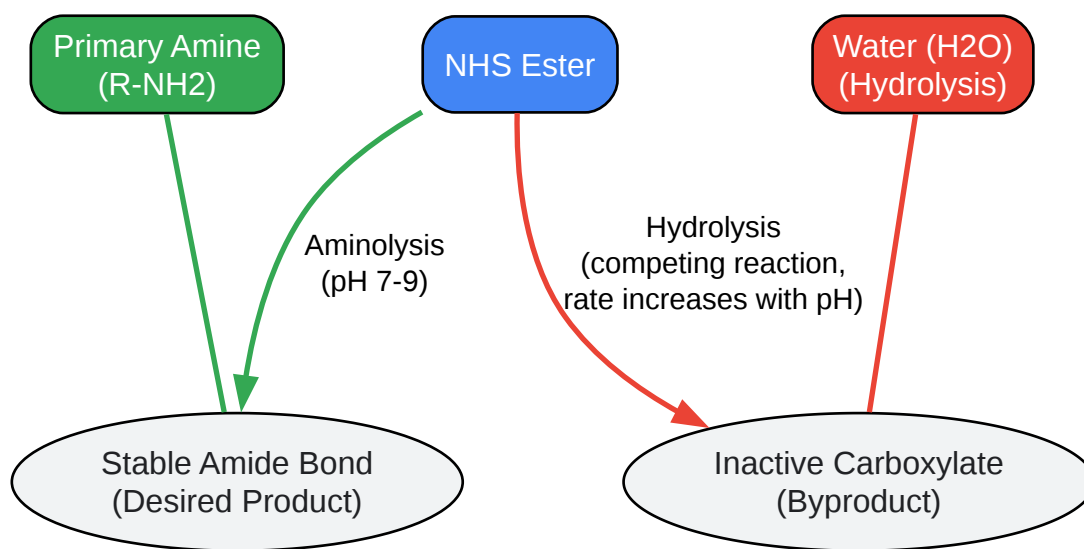 Primary Amine
(R-NH2)
NHS Ester
Water (H2O)
(Hydrolysis)
Aminolysis
(pH 7-9)
Hydrolysis
(competing reaction,
rate increases with pH)
Stable Amide Bond
(Desired Product)
Inactive Carboxylate
(Byproduct)